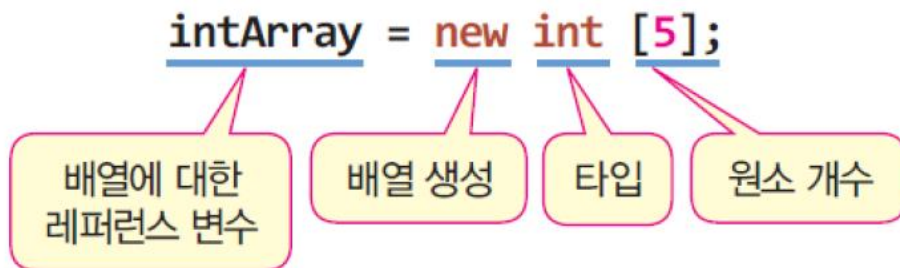 intArray = new int [5];
배열에 대한
레퍼런스 변수
배열 생성
타입
원소 개수